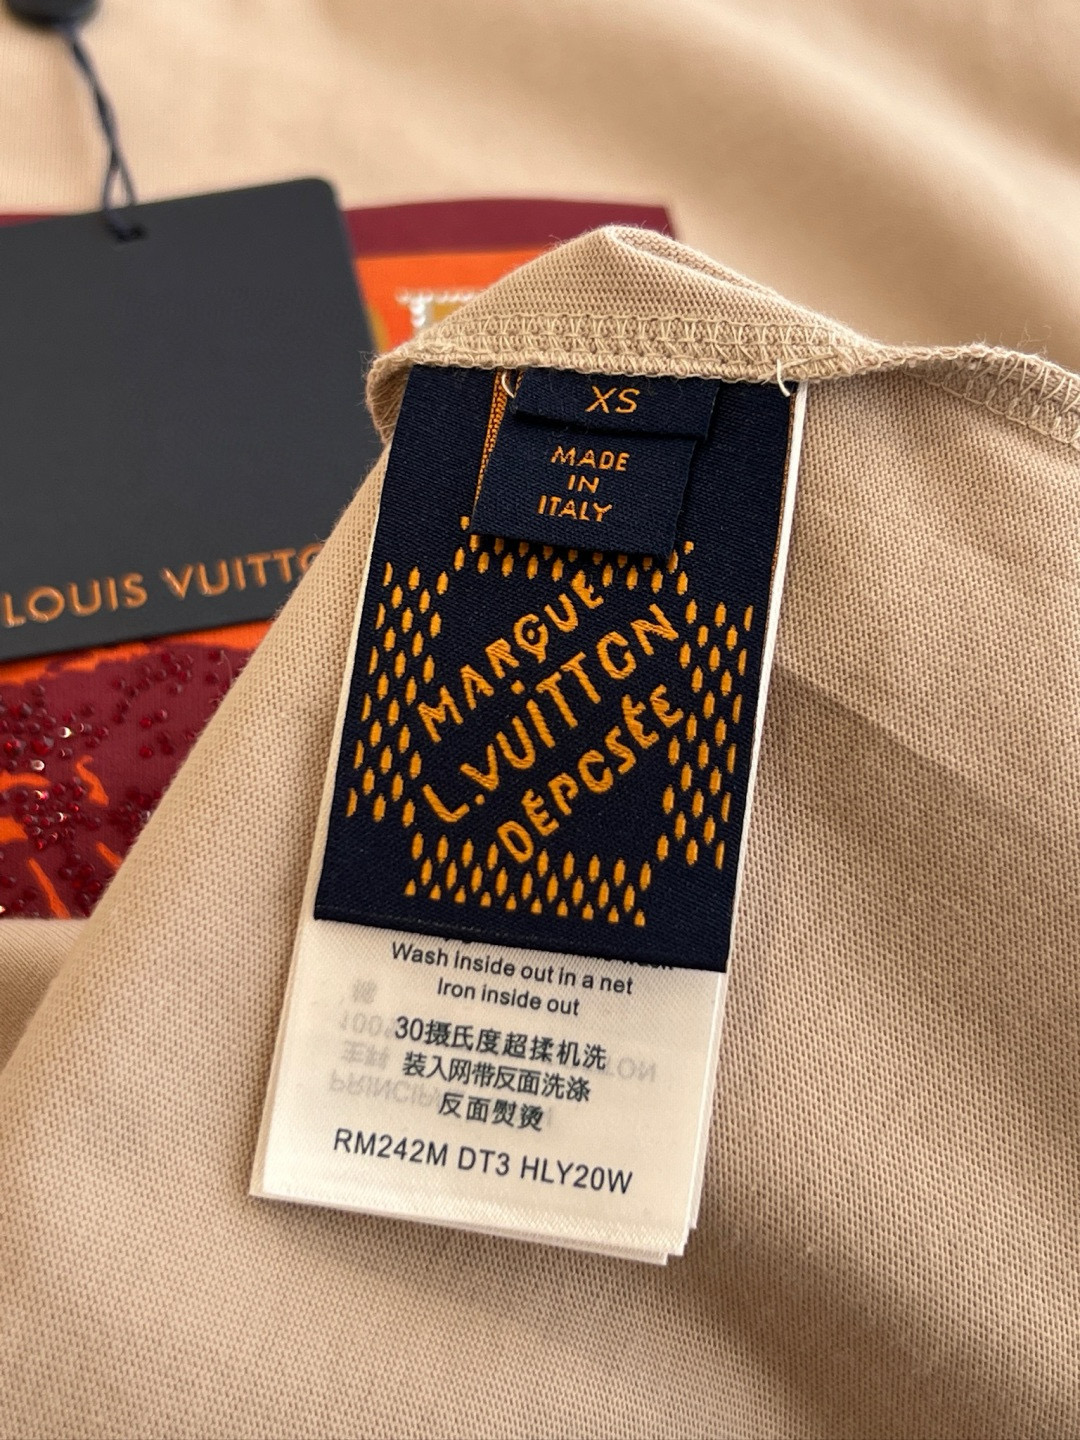 LOUIS VUITTO
XS
MADE
IN
ITALY
MARQUE
L.VUITTON
DÉPOSÉE
Wash inside out in a net
Iron inside out
30摄氏度超揉机洗
装入网带反面洗涤
反面熨烫
RM242M DT3 HLY20W